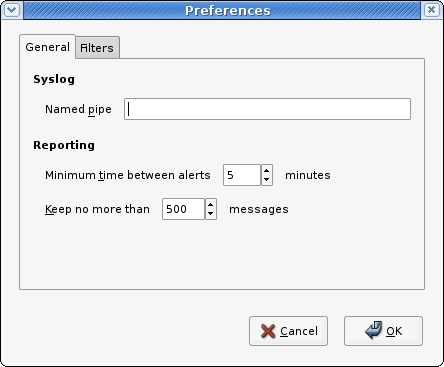 Preferences
General Filters
Syslog
Named pipe
Reporting
Minimum time between alerts 5 minutes
Keep no more than 500 messages
Cancel OK